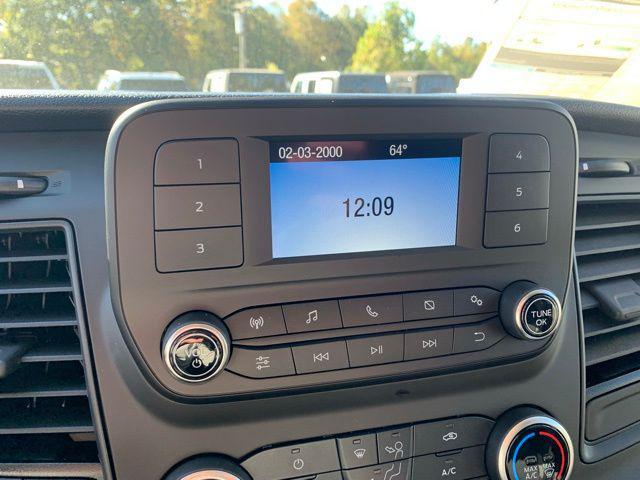 02-03-2000 64°
12:09
1
2
3
4
5
6
VOL
TUNE
OK
A/C
MAX
A/C
MAX